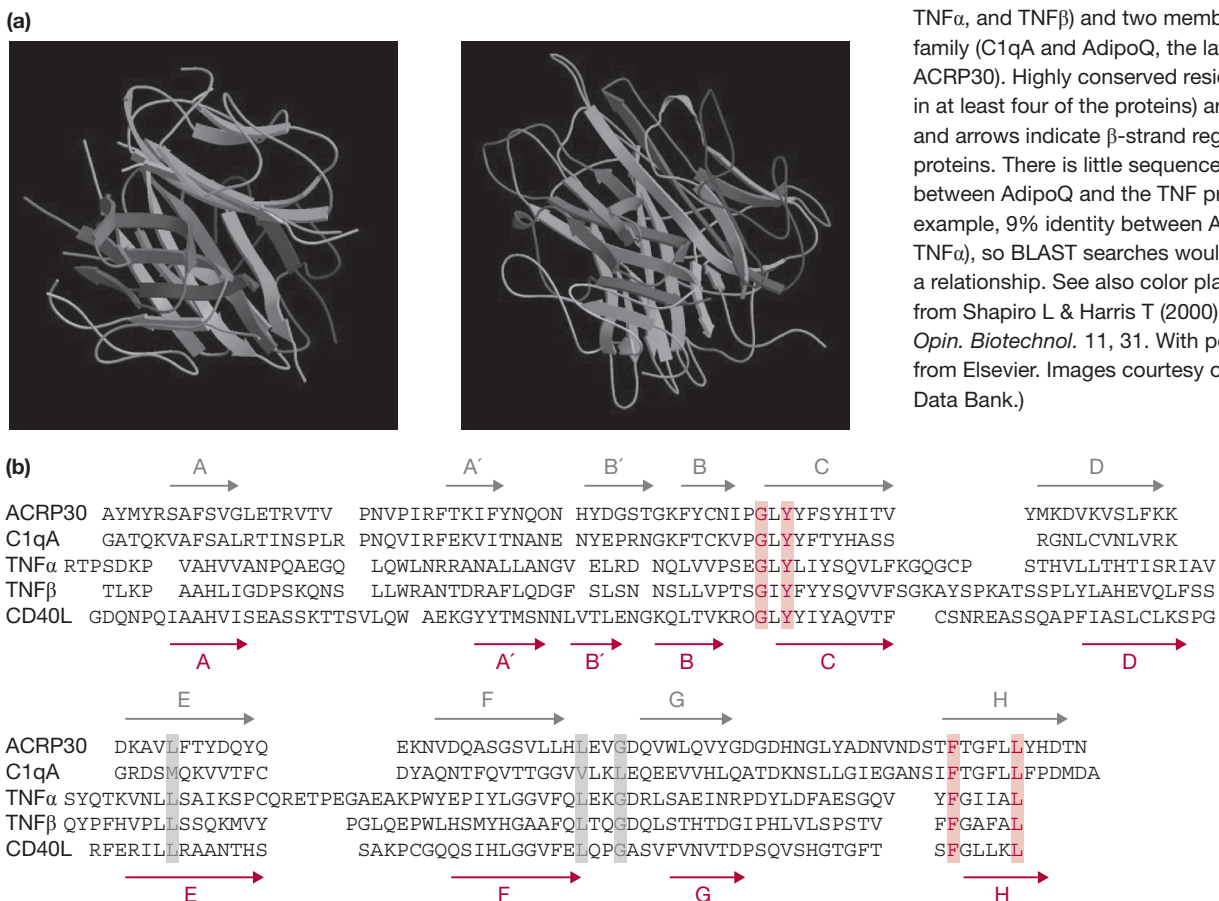 (a)
TNFα, and TNFβ) and two memb
family (C1qA and AdipoQ, the la
ACRP30). Highly conserved resi
in at least four of the proteins) ar
and arrows indicate β-strand reg
proteins. There is little sequence
between AdipoQ and the TNF pr
example, 9% identity between A
TNFα), so BLAST searches would
a relationship. See also color pla
from Shapiro L & Harris T (2000)
Opin. Biotechnol. 11, 31. With pe
from Elsevier. Images courtesy o
Data Bank.)
(b)
A A´ B´ B C D
ACRP30 AYMYRSAFSVGLETRVTV PNVPIRFTKIFYNQON HYDGSTGKFYCNIPGLYYFSYHITV YMKDVKVSLFKK
C1qA GATQKVAFSALRTINSPLR PNQVIRFEKVITNANE NYEPRNGKFTCKVPGLYYFTYHASS RGNLCVNLVRK
TNFα RTPSDKP VAHVVANPQAEGQ LQWLNRRANALLANGV ELRD NQLVVPSEGLYLIYSQVLFKGQGCP STHVLLTHTISRIAV
TNFβ TLKP AAHLIGDPSKQNS LLWRANTDRAFLQDGF SLSN NSLLVPTSGIYFYYSQVVFSGKAYSPKATSSPLYLAHEVQLFSS
CD40L GDQNPQIAAHVISEASSKTTSVLQW AEKGYYTMSNNLVTLENGKQLTVKROGLYYIYAQVTF CSNREASSQAPFIASLCLKSPG
A A´ B´ B C D
E F G H
ACRP30 DKAVLFTYDQYQ EKNVDQASGSVLLHLEVGDQVWLQVYGDGDHNGLYADNVNDSTFTGFLLYHDTN
C1qA GRDSMQKVVTFC DYAQNTFQVTTGGVVLKLEQEEVVHLQATDKNSLLGIEGANSIFTGFLLFPDMDA
TNFα SYQTKVNLLSAIKSPCQRETPEGAEAKPWYEPIYLGGVFQLEKGDRLSAEINRPDYLDFAESGQV YFGIIAL
TNFβ QYPFHVPLLSSQKMVY PGLQEPWLHSMYHGAAFQLTQGDQLSTHTDGIPHLVLSPSTV FFGAFAL
CD40L RFERILLRAANTHS SAKPCGQQSIHLGGVFELQPGASVFVNVTDPSQVSHGTGFT SFGLLKL
E F G H